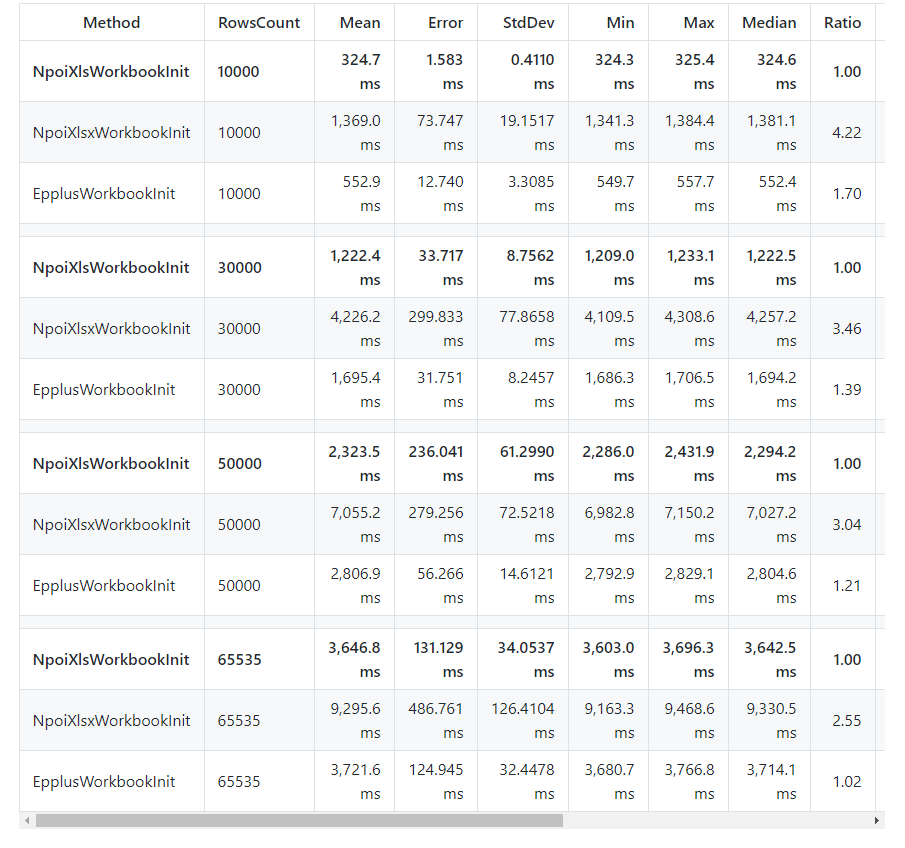 Method RowsCount Mean Error StdDev Min Max Median Ratio
NpoiXlsWorkbookInit 10000 324.7 ms 1.583 ms 0.4110 ms 324.3 ms 325.4 ms 324.6 ms 1.00
NpoiXlsxWorkbookInit 10000 1,369.0 ms 73.747 ms 19.1517 ms 1,341.3 ms 1,384.4 ms 1,381.1 ms 4.22
EpplusWorkbookInit 10000 552.9 ms 12.740 ms 3.3085 ms 549.7 ms 557.7 ms 552.4 ms 1.70
NpoiXlsWorkbookInit 30000 1,222.4 ms 33.717 ms 8.7562 ms 1,209.0 ms 1,233.1 ms 1,222.5 ms 1.00
NpoiXlsxWorkbookInit 30000 4,226.2 ms 299.833 ms 77.8658 ms 4,109.5 ms 4,308.6 ms 4,257.2 ms 3.46
EpplusWorkbookInit 30000 1,695.4 ms 31.751 ms 8.2457 ms 1,686.3 ms 1,706.5 ms 1,694.2 ms 1.39
NpoiXlsWorkbookInit 50000 2,323.5 ms 236.041 ms 61.2990 ms 2,286.0 ms 2,431.9 ms 2,294.2 ms 1.00
NpoiXlsxWorkbookInit 50000 7,055.2 ms 279.256 ms 72.5218 ms 6,982.8 ms 7,150.2 ms 7,027.2 ms 3.04
EpplusWorkbookInit 50000 2,806.9 ms 56.266 ms 14.6121 ms 2,792.9 ms 2,829.1 ms 2,804.6 ms 1.21
NpoiXlsWorkbookInit 65535 3,646.8 ms 131.129 ms 34.0537 ms 3,603.0 ms 3,696.3 ms 3,642.5 ms 1.00
NpoiXlsxWorkbookInit 65535 9,295.6 ms 486.761 ms 126.4104 ms 9,163.3 ms 9,468.6 ms 9,330.5 ms 2.55
EpplusWorkbookInit 65535 3,721.6 ms 124.945 ms 32.4478 ms 3,680.7 ms 3,766.8 ms 3,714.1 ms 1.02